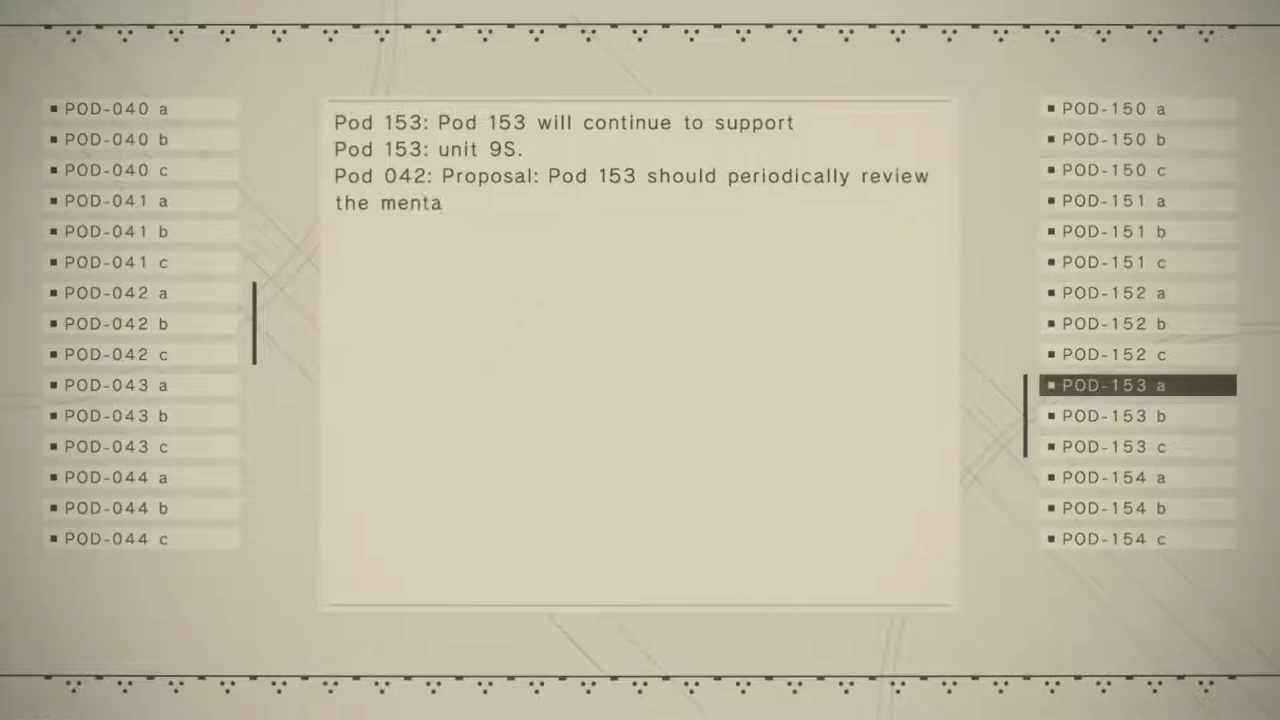 POD-040 a
POD-040 b
POD-040 c
POD-041 a
POD-041 b
POD-041 c
POD-042 a
POD-042 b
POD-042 c
POD-043 a
POD-043 b
POD-043 c
POD-044 a
POD-044 b
POD-044 c
Pod 153: Pod 153 will continue to support
Pod 153: unit 9S.
Pod 042: Proposal: Pod 153 should periodically review
the menta
POD-150 a
POD-150 b
POD-150 c
POD-151 a
POD-151 b
POD-151 c
POD-152 a
POD-152 b
POD-152 c
POD-153 a
POD-153 b
POD-153 c
POD-154 a
POD-154 b
POD-154 c